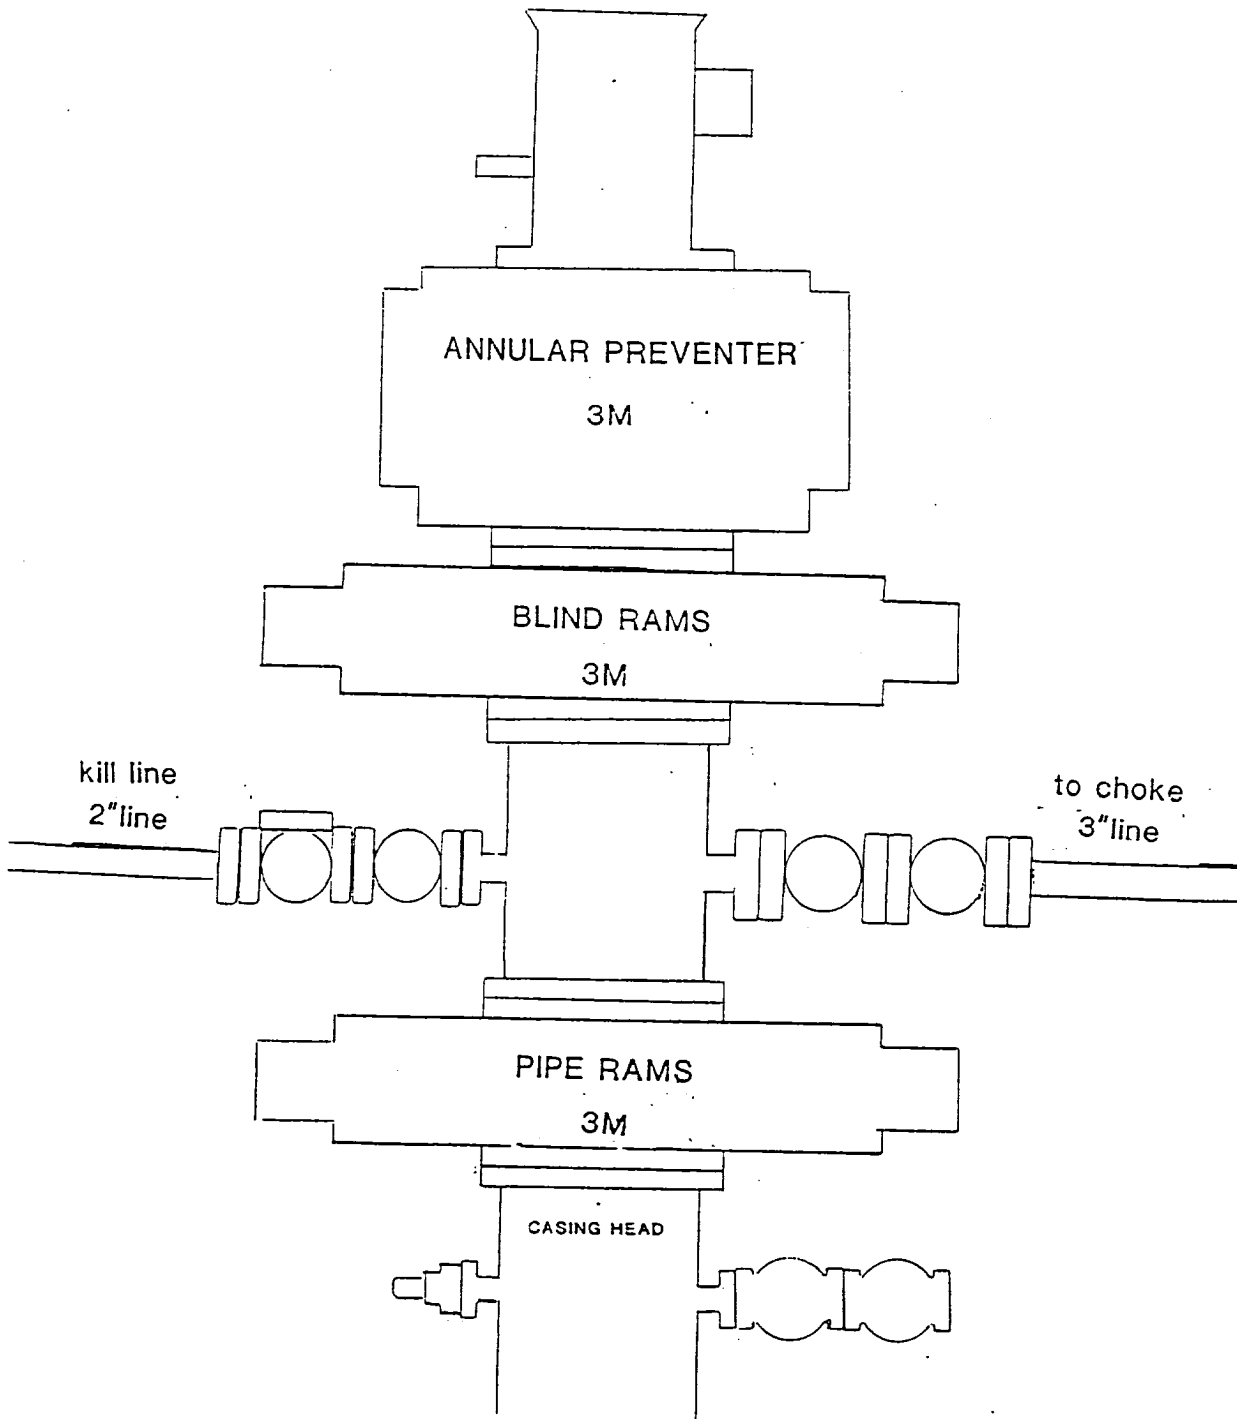 ANNULAR PREVENTER
3M
BLIND RAMS
3M
kill line
2"line
to choke
3"line
PIPE RAMS
3M
CASING HEAD